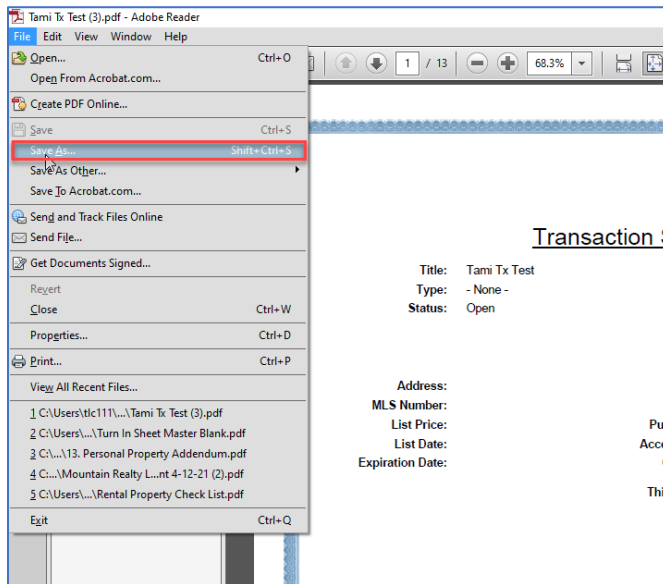 Tami Tx Test (3).pdf - Adobe Reader
File Edit View Window Help
1 / 13 68.3%
Open... Ctrl+O
Open From Acrobat.com...
Create PDF Online...
Save Ctrl+S
Save As... Shift+Ctrl+S
Save As Other...
Save To Acrobat.com...
Send and Track Files Online
Send File...
Get Documents Signed...
Revert
Close Ctrl+W
Properties... Ctrl+D
Print... Ctrl+P
View All Recent Files...
1 C:\Users\tlc111\...\Tami Tx Test (3).pdf
2 C:\Users\...\Turn In Sheet Master Blank.pdf
3 C:\...\13. Personal Property Addendum.pdf
4 C:...\Mountain Realty L...nt 4-12-21 (2).pdf
5 C:\Users\...\Rental Property Check List.pdf
Exit Ctrl+Q
Transaction
Title: Tami Tx Test
Type: - None -
Status: Open
Address:
MLS Number:
List Price: Pu
List Date: Acc
Expiration Date:
Thi